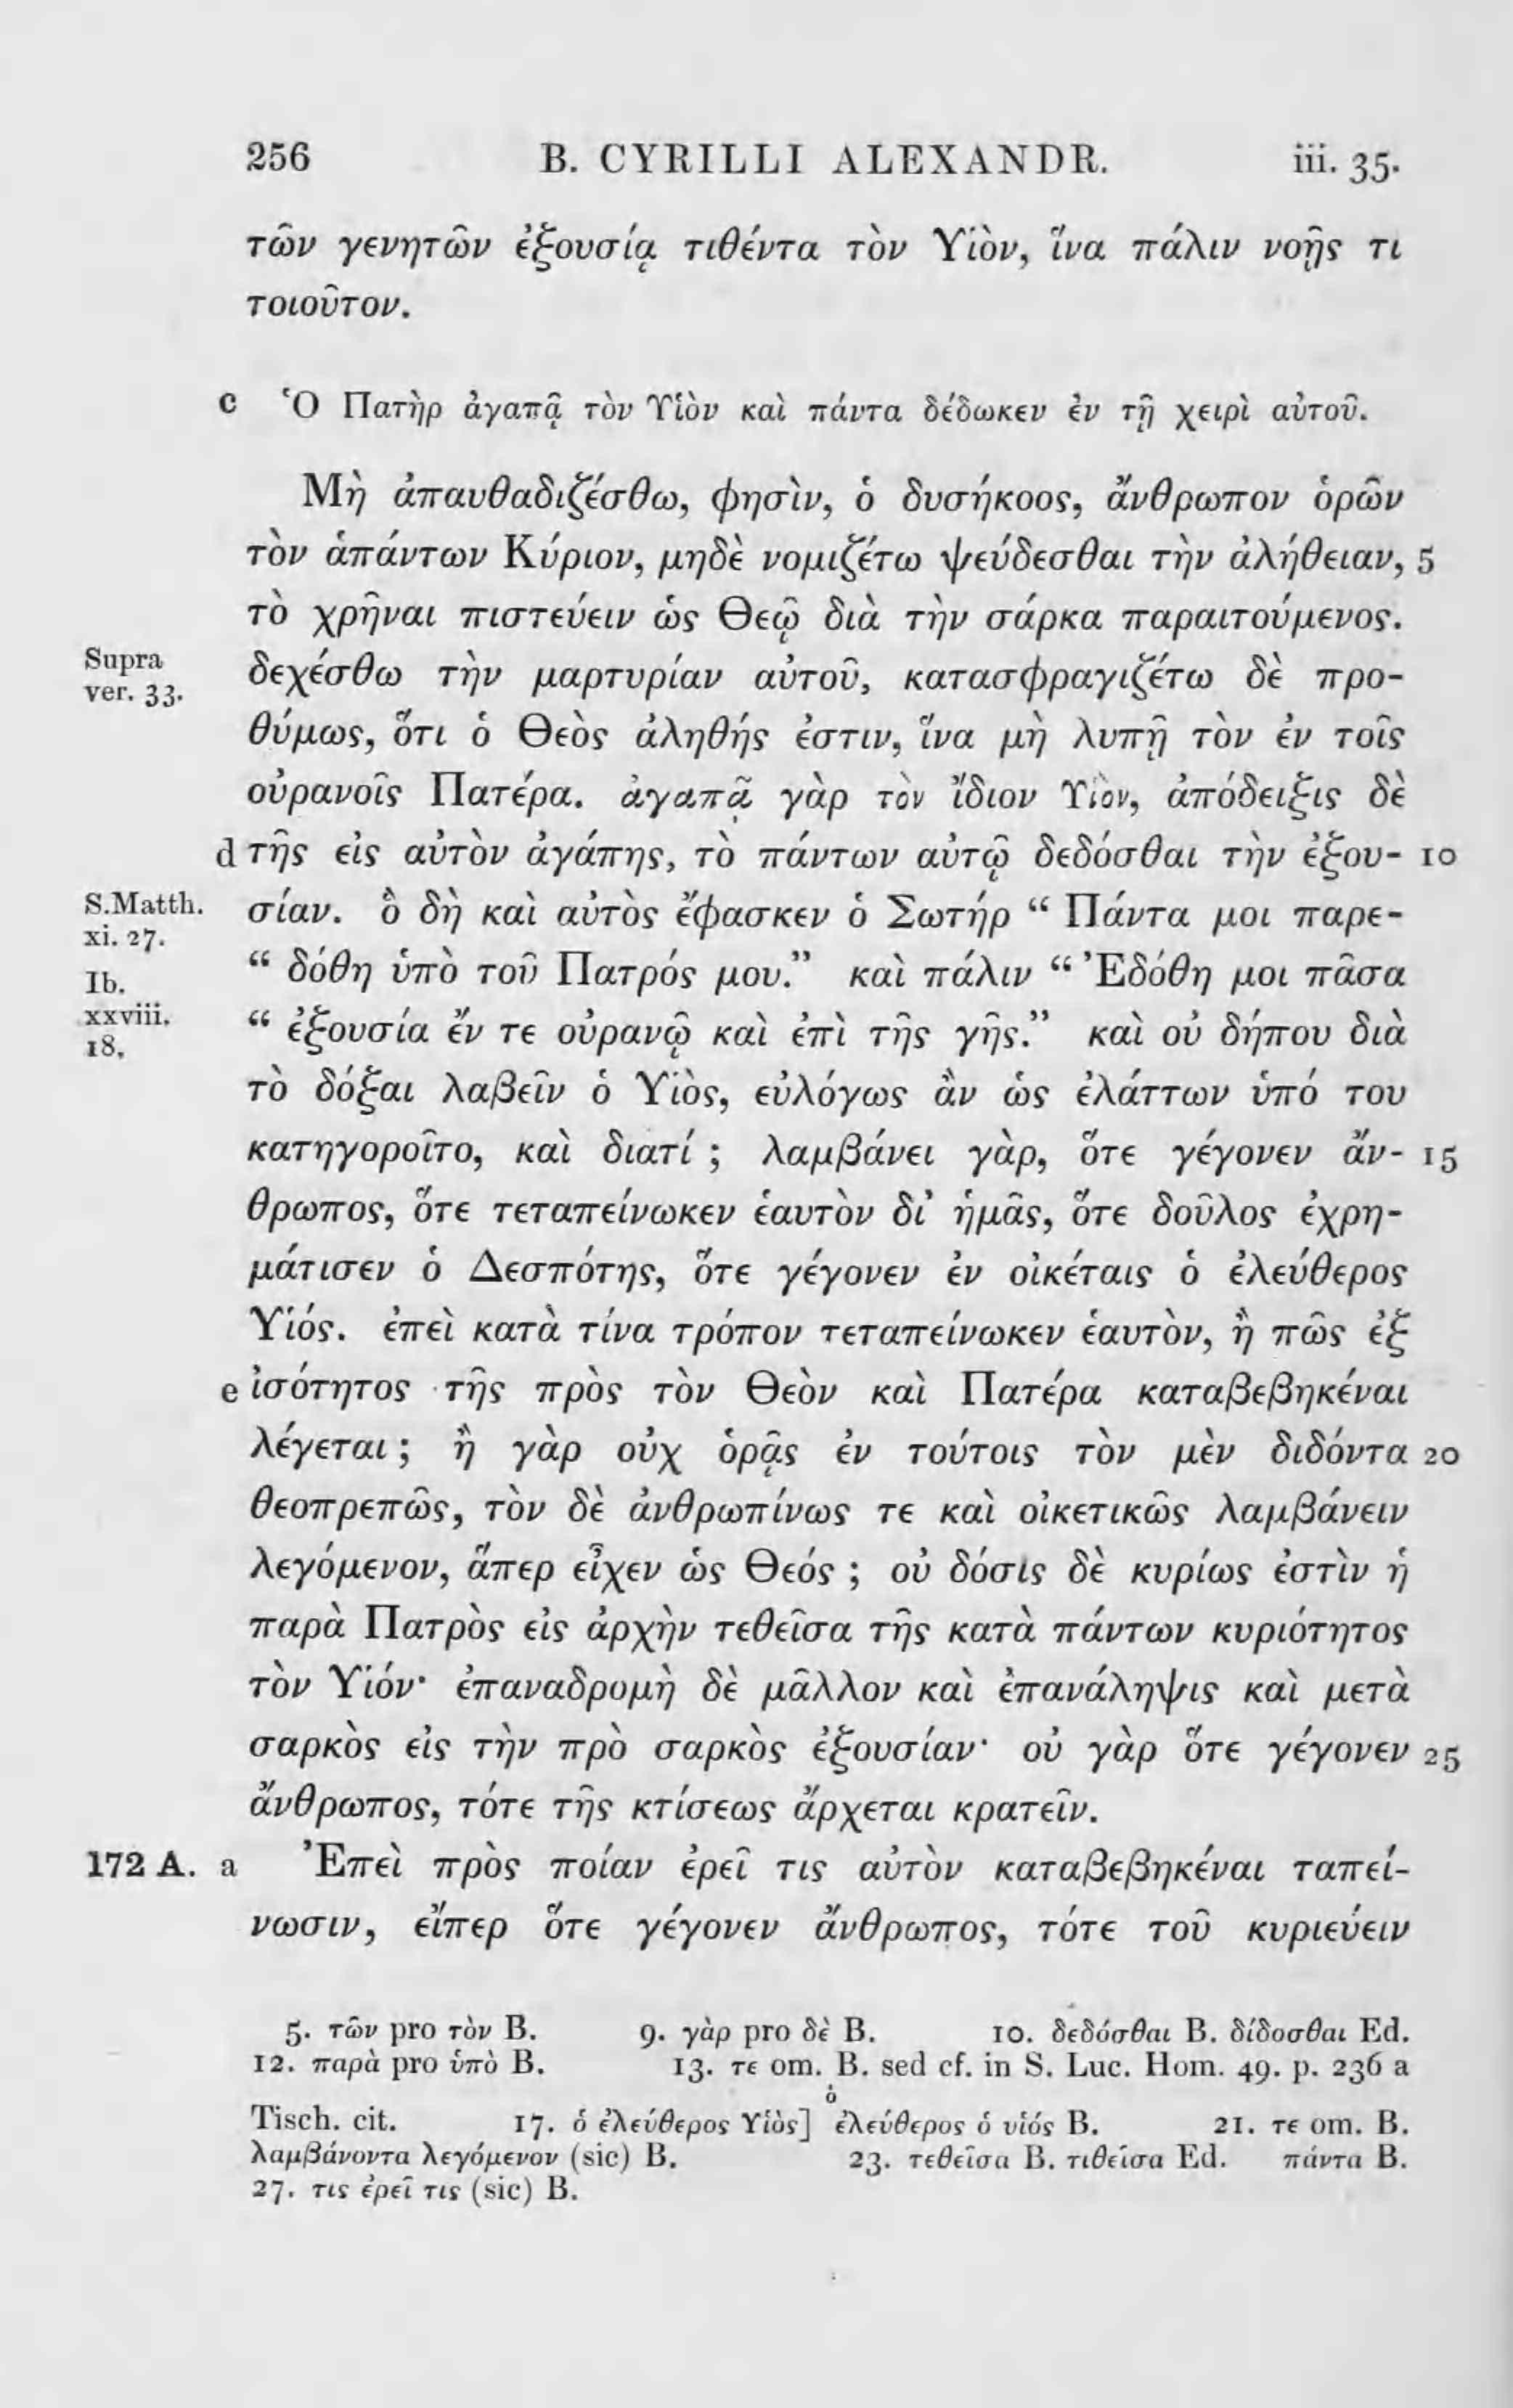 256 B. CYRILLI ALEXANDR. iii. 35.
τῶν γενητῶν ἐξουσίᾳ τιθέντα τὸν Υἱὸν, ἵνα πάλιν νοῇς τι
τοιοῦτον.
c Ὁ Πατὴρ ἀγαπᾷ τὸν Υἱὸν καὶ πάντα δέδωκεν ἐν τῇ χειρὶ αὐτοῦ.
Μὴ ἀπαυθαδιζέσθω, φησὶν, ὁ δυσήκοος, ἄνθρωπον ὁρῶν
τὸν ἁπάντων Κύριον, μηδὲ νομιζέτω ψεύδεσθαι τὴν ἀλήθειαν, 5
τὸ χρῆναι πιστεύειν ὡς Θεῷ διὰ τὴν σάρκα παραιτούμενος.
Supra
ver. 33.
δεχέσθω τὴν μαρτυρίαν αὐτοῦ, κατασφραγιζέτω δὲ προ-
θύμως, ὅτι ὁ Θεὸς ἀληθής ἐστιν, ἵνα μὴ λυπῇ τὸν ἐν τοῖς
οὐρανοῖς Πατέρα. ἀγαπᾷ γὰρ τὸν ἴδιον Υἱὸν, ἀπόδειξις δὲ
d τῆς εἰς αὐτὸν ἀγάπης, τὸ πάντων αὐτῷ δεδόσθαι τὴν ἐξου- 10
S.Matth.
xi. 27.
σίαν. ὃ δὴ καὶ αὐτὸς ἔφασκεν ὁ Σωτήρ “ Πάντα μοι παρε-
“ δόθη ὑπὸ τοῦ Πατρός μου.” καὶ πάλιν “ Ἐδόθη μοι πᾶσα
Ib.
xxviii.
18.
“ ἐξουσία ἔν τε οὐρανῷ καὶ ἐπὶ τῆς γῆς.” καὶ οὐ δήπου διὰ
τὸ δόξαι λαβεῖν ὁ Υἱὸς, εὐλόγως ἂν ὡς ἐλάττων ὑπό του
κατηγοροῖτο, καὶ διατί ; λαμβάνει γὰρ, ὅτε γέγονεν ἄν- 15
θρωπος, ὅτε τεταπείνωκεν ἑαυτὸν δι’ ἡμᾶς, ὅτε δοῦλος ἐχρη-
μάτισεν ὁ Δεσπότης, ὅτε γέγονεν ἐν οἰκέταις ὁ ἐλεύθερος
Υἱός. ἐπεὶ κατὰ τίνα τρόπον τεταπείνωκεν ἑαυτὸν, ἢ πῶς ἐξ
e ἰσότητος τῆς πρὸς τὸν Θεὸν καὶ Πατέρα καταβεβηκέναι
λέγεται ; ἢ γὰρ οὐχ ὁρᾷς ἐν τούτοις τὸν μὲν διδόντα 20
θεοπρεπῶς, τὸν δὲ ἀνθρωπίνως τε καὶ οἰκετικῶς λαμβάνειν
λεγόμενον, ἅπερ εἶχεν ὡς Θεός ; οὐ δόσις δὲ κυρίως ἐστὶν ἡ
παρὰ Πατρὸς εἰς ἀρχὴν τεθεῖσα τῆς κατὰ πάντων κυριότητος
τὸν Υἱόν· ἐπαναδρομὴ δὲ μᾶλλον καὶ ἐπανάληψις καὶ μετὰ
σαρκὸς εἰς τὴν πρὸ σαρκὸς ἐξουσίαν· οὐ γὰρ ὅτε γέγονεν 25
ἄνθρωπος, τότε τῆς κτίσεως ἄρχεται κρατεῖν.
172 A. a Ἐπεὶ πρὸς ποίαν ἐρεῖ τις αὐτὸν καταβεβηκέναι ταπεί-
νωσιν, εἴπερ ὅτε γέγονεν ἄνθρωπος, τότε τοῦ κυριεύειν
5. τῶν pro τὸν B. 9. γὰρ pro δὲ B. 10. δεδόσθαι B. δίδοσθαι Ed.
12. παρὰ pro ὑπὸ B. 13. τε om. B. sed cf. in S. Luc. Hom. 49. p. 236 a
ὁ
Tisch. cit. 17. ὁ ἐλεύθερος Υἱὸς] ἐλεύθερος ὁ υἱός B. 21. τε om. B.
λαμβάνοντα λεγόμενον (sic) B. 23. τεθεῖσα B. τιθεῖσα Ed. πάντα B.
27. τις ἐρεῖ τις (sic) B.